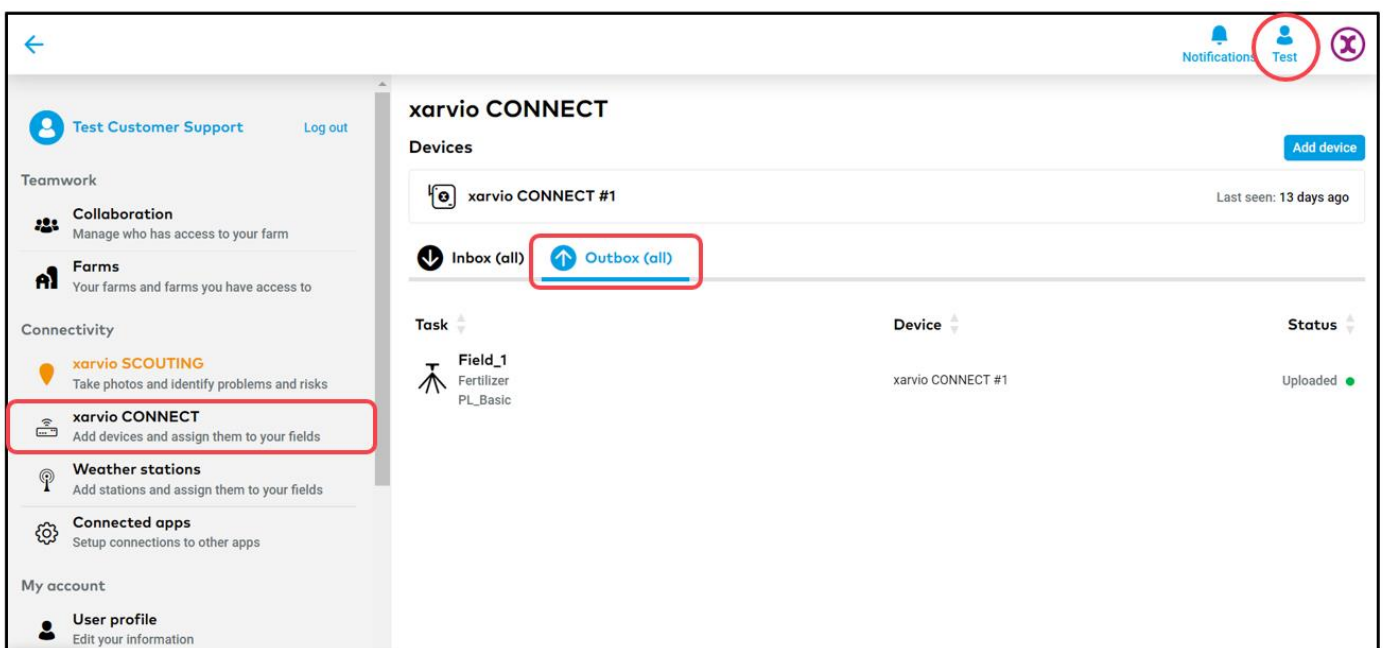 Notifications
Test
Test Customer Support
Log out
Teamwork
Collaboration
Manage who has access to your farm
Farms
Your farms and farms you have access to
Connectivity
xarvio SCOUTING
Take photos and identify problems and risks
xarvio CONNECT
Add devices and assign them to your fields
Weather stations
Add stations and assign them to your fields
Connected apps
Setup connections to other apps
My account
User profile
Edit your information
xarvio CONNECT
Devices
Add device
xarvio CONNECT #1
Last seen: 13 days ago
Inbox (all)
Outbox (all)
Task
Device
Status
Field_1
Fertilizer
PL_Basic
xarvio CONNECT #1
Uploaded